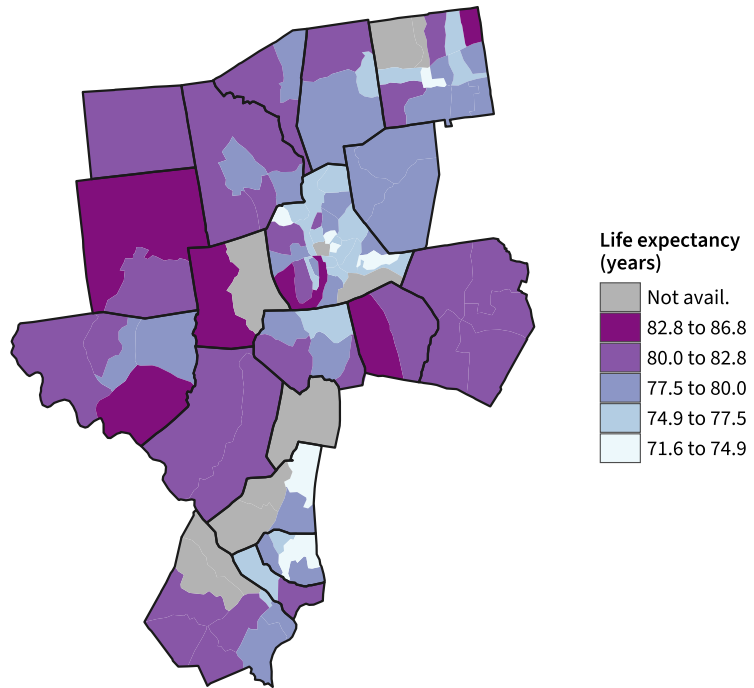 Life expectancy
(years)
Not avail.
82.8 to 86.8
80.0 to 82.8
77.5 to 80.0
74.9 to 77.5
71.6 to 74.9